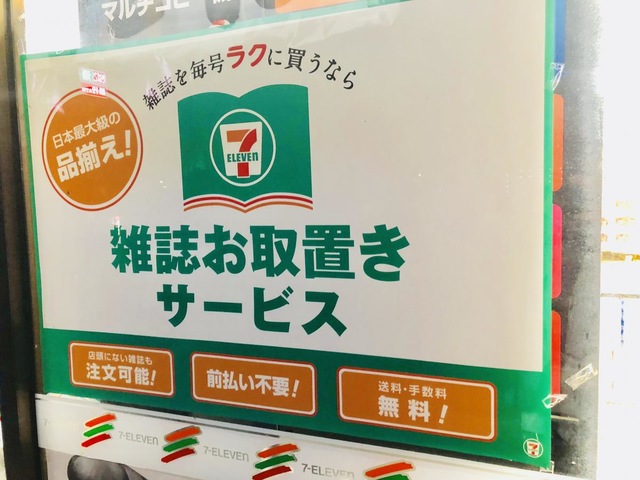 マルチコピ
雑誌を毎号ラクに買うなら
日本最大級の
品揃え!
7
ELEVEN
雑誌お取置き
サービス
店頭にない雑誌も
注文可能!
前払い不要!
送料・手数料
無料!
7-ELEVEN
7-ELEVEN
7-ELEVEN